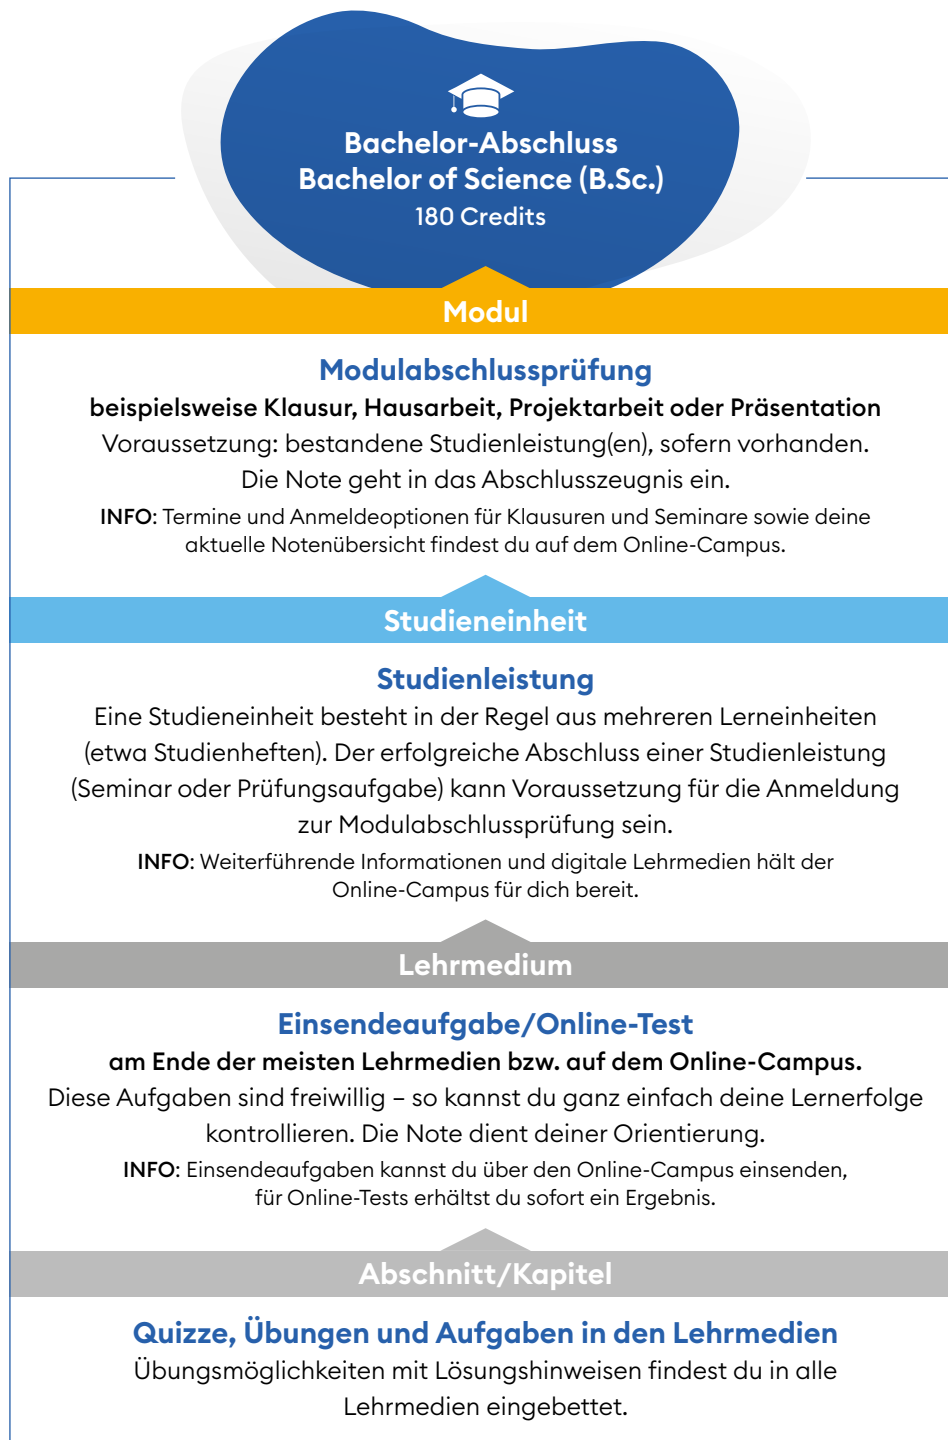 Bachelor-Abschluss
Bachelor of Science (B.Sc.)
180 Credits
Modul
Modulabschlussprüfung
beispielsweise Klausur, Hausarbeit, Projektarbeit oder Präsentation
Voraussetzung: bestandene Studienleistung(en), sofern vorhanden.
Die Note geht in das Abschlusszeugnis ein.
INFO: Termine und Anmeldeoptionen für Klausuren und Seminare sowie deine
aktuelle Notenübersicht findest du auf dem Online-Campus.
Studieneinheit
Studienleistung
Eine Studieneinheit besteht in der Regel aus mehreren Lerneinheiten
(etwa Studienheften). Der erfolgreiche Abschluss einer Studienleistung
(Seminar oder Prüfungsaufgabe) kann Voraussetzung für die Anmeldung
zur Modulabschlussprüfung sein.
INFO: Weiterführende Informationen und digitale Lehrmedien hält der
Online-Campus für dich bereit.
Lehrmedium
Einsendeaufgabe/Online-Test
am Ende der meisten Lehrmedien bzw. auf dem Online-Campus.
Diese Aufgaben sind freiwillig – so kannst du ganz einfach deine Lernerfolge
kontrollieren. Die Note dient deiner Orientierung.
INFO: Einsendeaufgaben kannst du über den Online-Campus einsenden,
für Online-Tests erhältst du sofort ein Ergebnis.
Abschnitt/Kapitel
Quizze, Übungen und Aufgaben in den Lehrmedien
Übungsmöglichkeiten mit Lösungshinweisen findest du in alle
Lehrmedien eingebettet.